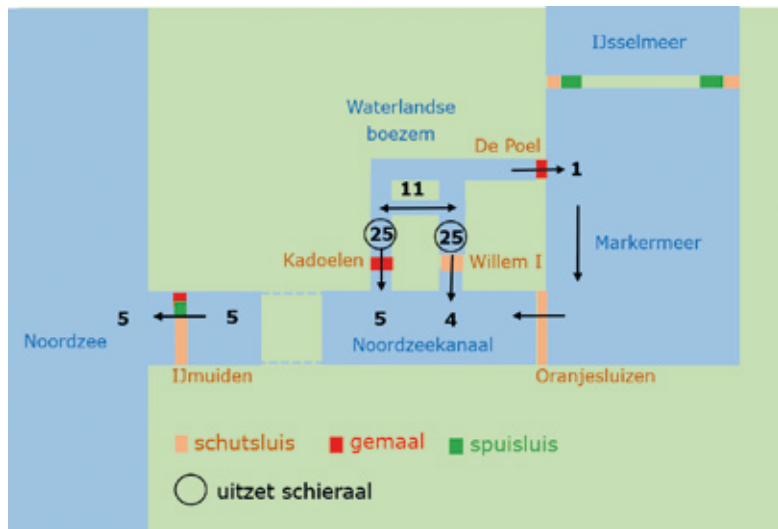 IJsselmeer
Waterlandse
boezem
De Poel
1
11
25 25
Kadoelen Willem I
Markermeer
5 5 5 4
Noordzee Noordzeekanaal
IJmuiden Oranjesluizen
schutsluis gemaal spuisluis
uitzet schieraal